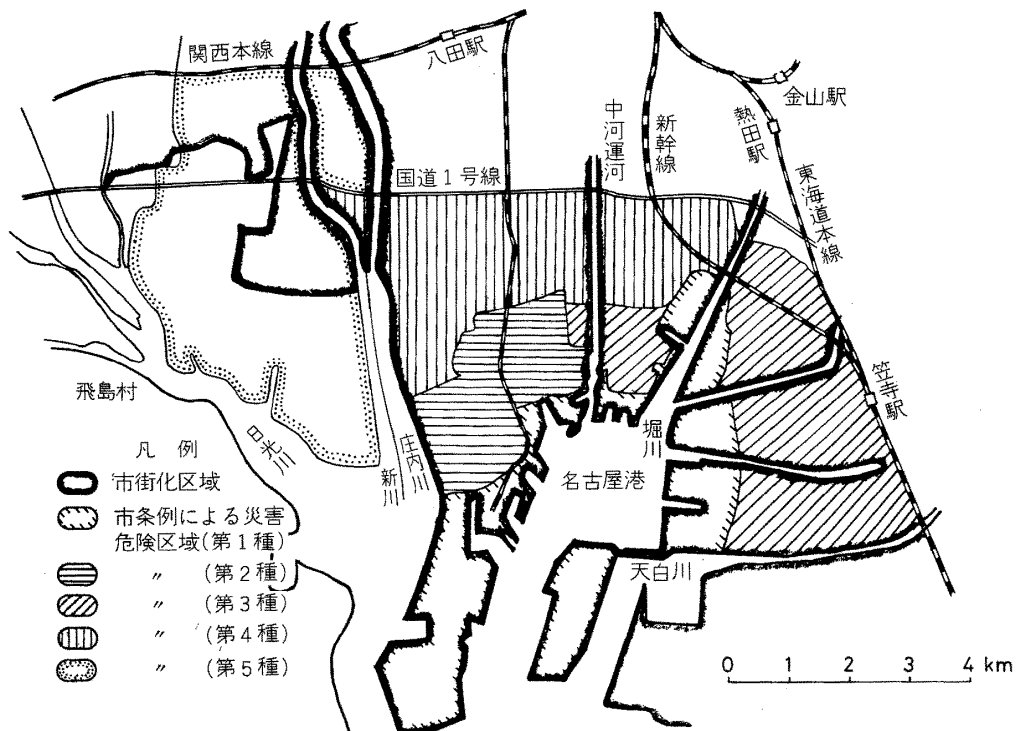 関西本線
八田駅
金山駅
熱田駅
中河運河
新幹線
国道1号線
東海道本線
笠寺駅
飛島村
日光川
新川
庄内川
堀川
名古屋港
天白川
凡 例
市街化区域
市条例による災害
危険区域(第1種)
〃 (第2種)
〃 (第3種)
〃 (第4種)
〃 (第5種)
0 1 2 3 4 km